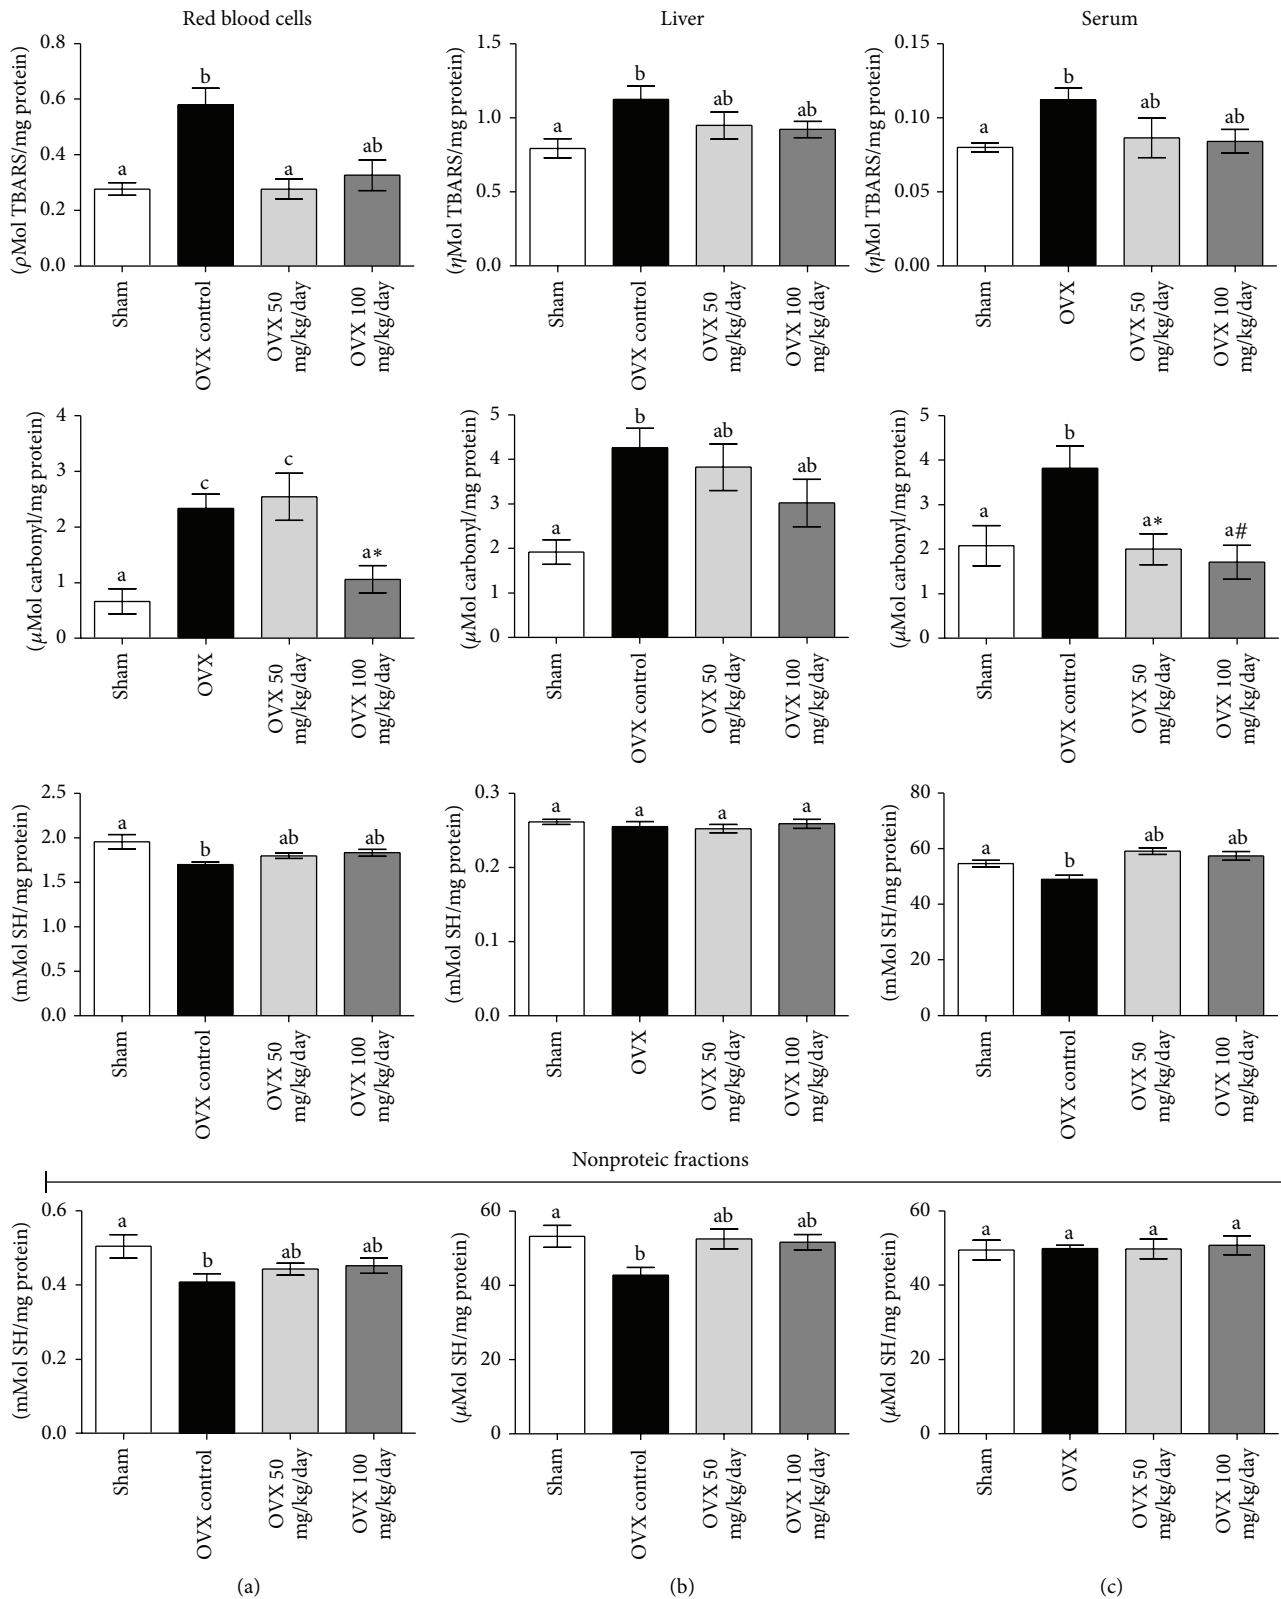 Red blood cells
Liver
Serum
(ρMol TBARS/mg protein)
0.8
0.6
0.4
0.2
0.0
a
b
a
ab
Sham
OVX control
OVX 50
mg/kg/day
OVX 100
mg/kg/day
(ηMol TBARS/mg protein)
1.5
1.0
0.5
0.0
a
b
ab
ab
Sham
OVX control
OVX 50
mg/kg/day
OVX 100
mg/kg/day
(ηMol TBARS/mg protein)
0.15
0.10
0.05
0.00
a
b
ab
ab
Sham
OVX
OVX 50
mg/kg/day
OVX 100
mg/kg/day
(μMol carbonyl/mg protein)
4
3
2
1
0
a
c
c
a*
Sham
OVX
OVX 50
mg/kg/day
OVX 100
mg/kg/day
(μMol carbonyl/mg protein)
5
4
3
2
1
0
a
b
ab
ab
Sham
OVX control
OVX 50
mg/kg/day
OVX 100
mg/kg/day
(μMol carbonyl/mg protein)
5
4
3
2
1
0
a
b
a*
a#
Sham
OVX control
OVX 50
mg/kg/day
OVX 100
mg/kg/day
(mMol SH/mg protein)
2.5
2.0
1.5
1.0
0.5
0.0
a
b
ab
ab
Sham
OVX control
OVX 50
mg/kg/day
OVX 100
mg/kg/day
(mMol SH/mg protein)
0.3
0.2
0.1
0.0
a
a
a
a
Sham
OVX
OVX 50
mg/kg/day
OVX 100
mg/kg/day
(mMol SH/mg protein)
80
60
40
20
0
a
b
ab
ab
Sham
OVX control
OVX 50
mg/kg/day
OVX 100
mg/kg/day
Nonproteic fractions
(mMol SH/mg protein)
0.6
0.4
0.2
0.0
a
b
ab
ab
Sham
OVX control
OVX 50
mg/kg/day
OVX 100
mg/kg/day
(μMol SH/mg protein)
60
40
20
0
a
b
ab
ab
Sham
OVX control
OVX 50
mg/kg/day
OVX 100
mg/kg/day
(μMol SH/mg protein)
60
40
20
0
a
a
a
a
Sham
OVX
OVX 50
mg/kg/day
OVX 100
mg/kg/day
(a)
(b)
(c)